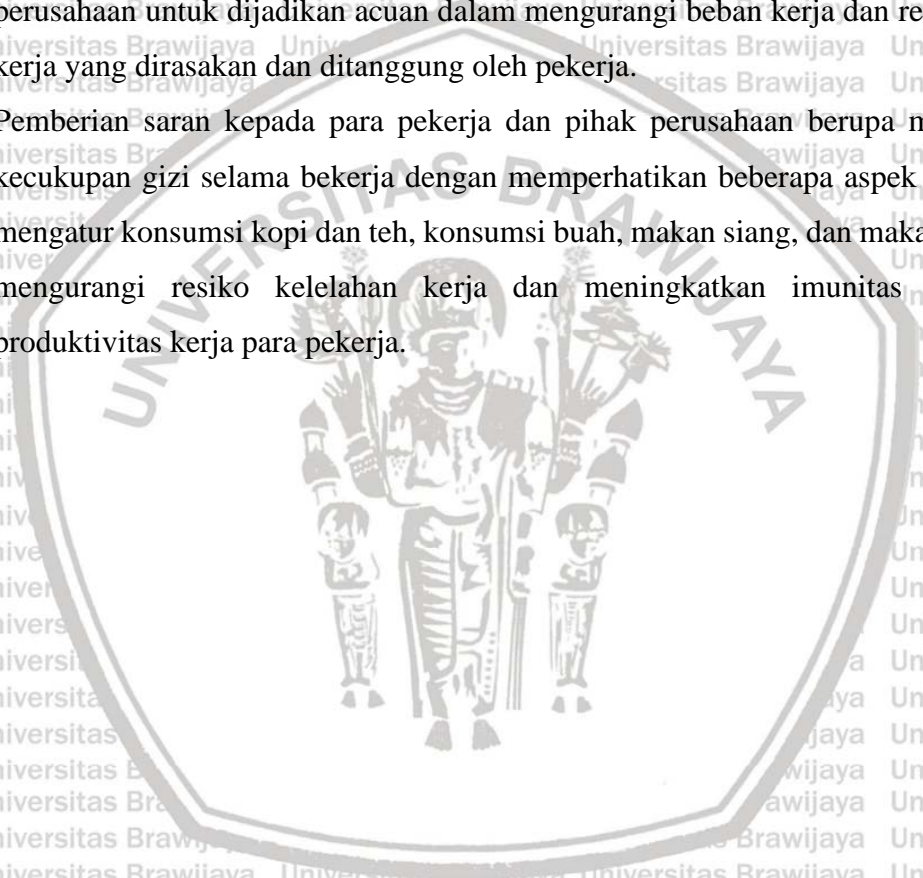 perusahaan untuk dijadikan acuan dalam mengurangi beban kerja dan
kerja yang dirasakan dan ditanggung oleh pekerja.
Pemberian saran kepada para pekerja dan pihak perusahaan berupa
kecukupan gizi selama bekerja dengan memperhatikan beberapa aspek
mengatur konsumsi kopi dan teh, konsumsi buah, makan siang, dan
mengurangi resiko kelelahan kerja dan meningkatkan imunitas
produktivitas kerja para pekerja.
UNIVERSITAS BRAWIJAYA